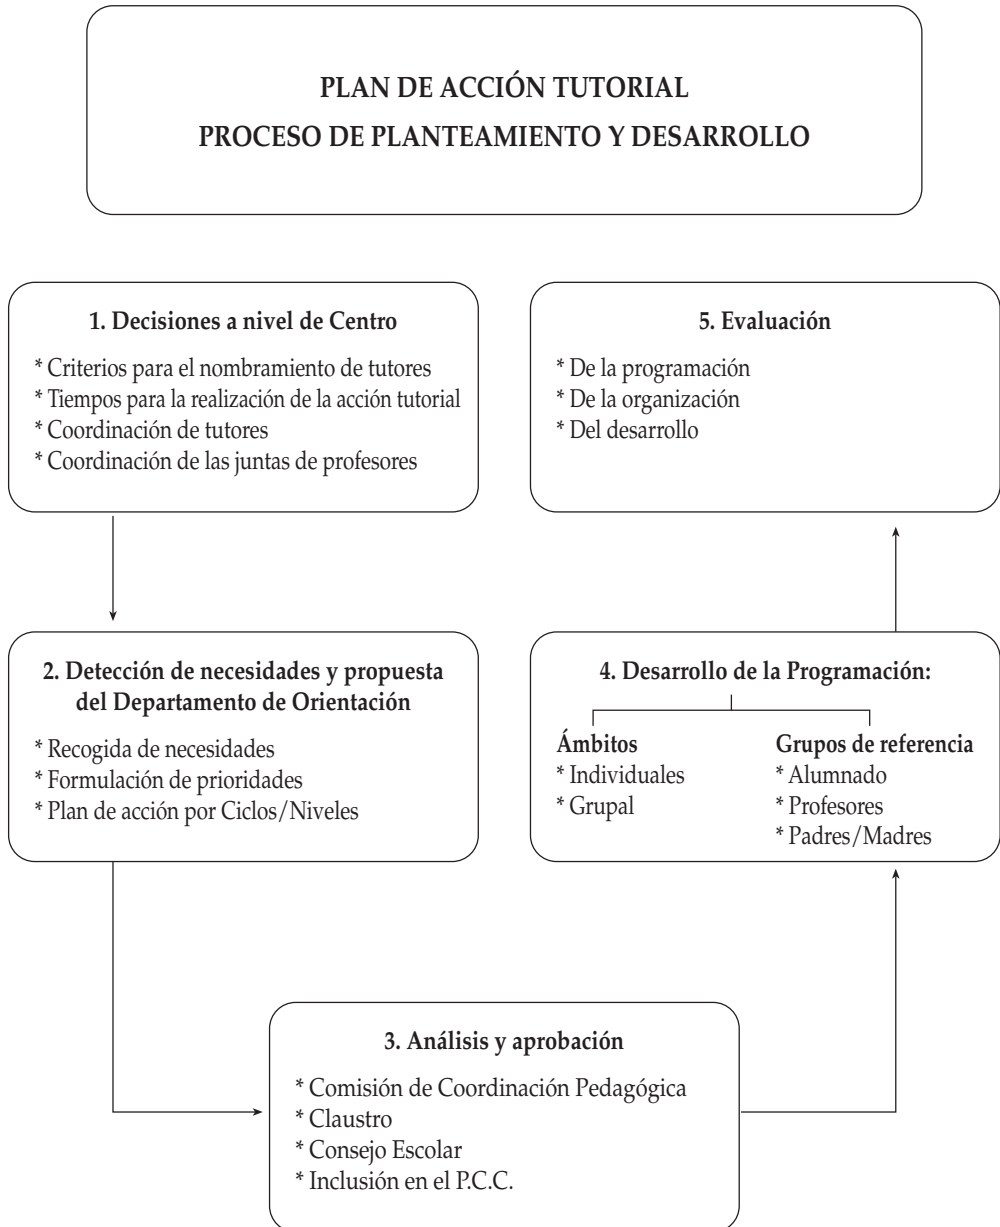 PLAN DE ACCIÓN TUTORIAL
PROCESO DE PLANTEAMIENTO Y DESARROLLO
1. Decisiones a nivel de Centro
* Criterios para el nombramiento de tutores
* Tiempos para la realización de la acción tutorial
* Coordinación de tutores
* Coordinación de las juntas de profesores
2. Detección de necesidades y propuesta
del Departamento de Orientación
* Recogida de necesidades
* Formulación de prioridades
* Plan de acción por Ciclos/Niveles
3. Análisis y aprobación
* Comisión de Coordinación Pedagógica
* Claustro
* Consejo Escolar
* Inclusión en el P.C.C.
4. Desarrollo de la Programación:
Ámbitos
* Individuales
* Grupal
Grupos de referencia
* Alumnado
* Profesores
* Padres/Madres
5. Evaluación
* De la programación
* De la organización
* Del desarrollo